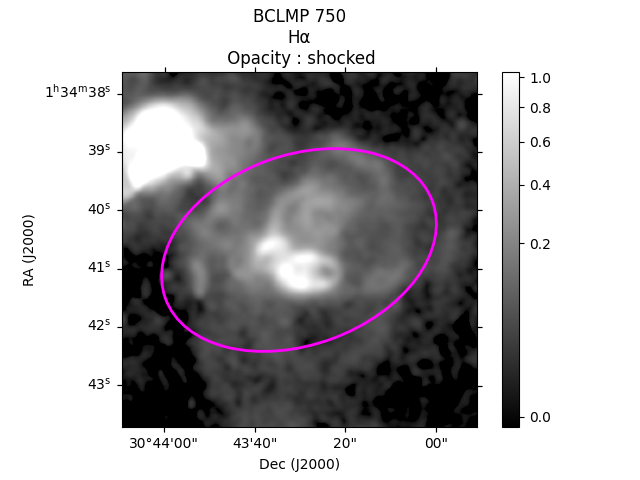 BCLMP 750
Hα
Opacity : shocked
1ʰ34ᵐ38ˢ
39ˢ
40ˢ
41ˢ
42ˢ
43ˢ
RA (J2000)
30°44'00"
43'40"
20"
00"
Dec (J2000)
1.0
0.8
0.6
0.4
0.2
0.0